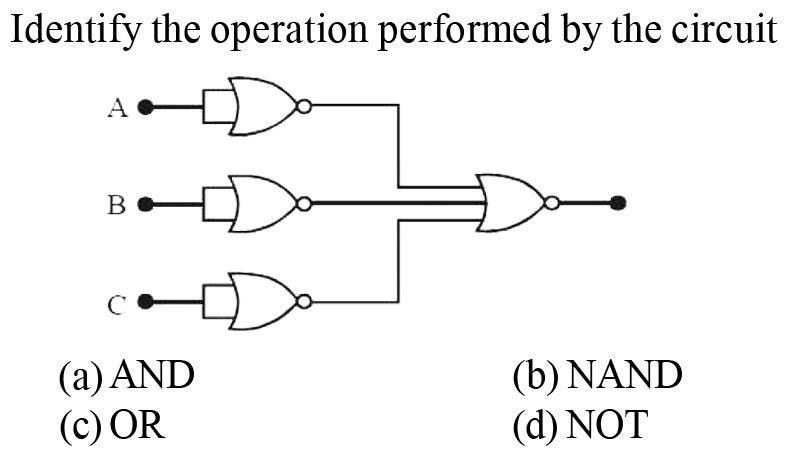 Identify the operation performed by the circuit
A
B
C
(a) AND (b) NAND
(c) OR (d) NOT